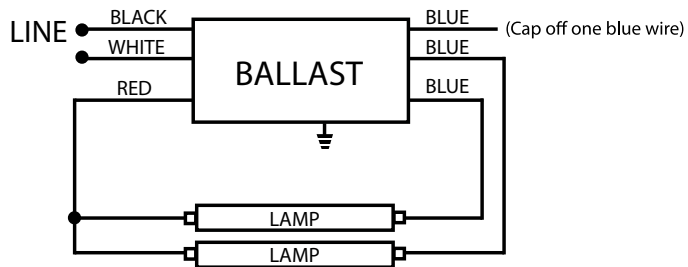 BLACK
LINE
WHITE
RED
BALLAST
BLUE
(Cap off one blue wire)
BLUE
BLUE
LAMP
LAMP